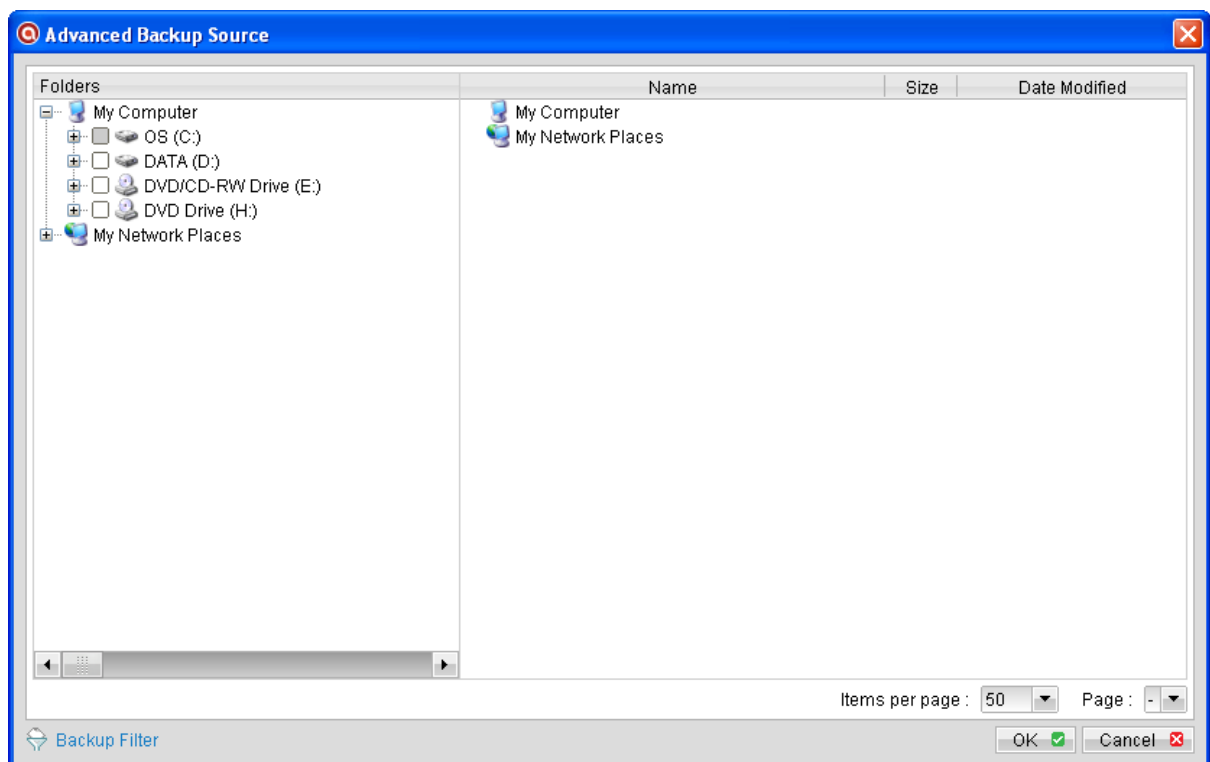 Advanced Backup Source
Folders
Name
Size
Date Modified
My Computer
OS (C:)
DATA (D:)
DVD/CD-RW Drive (E:)
DVD Drive (H:)
My Network Places
My Computer
My Network Places
Items per page : 50
Page : -
Backup Filter
OK
Cancel